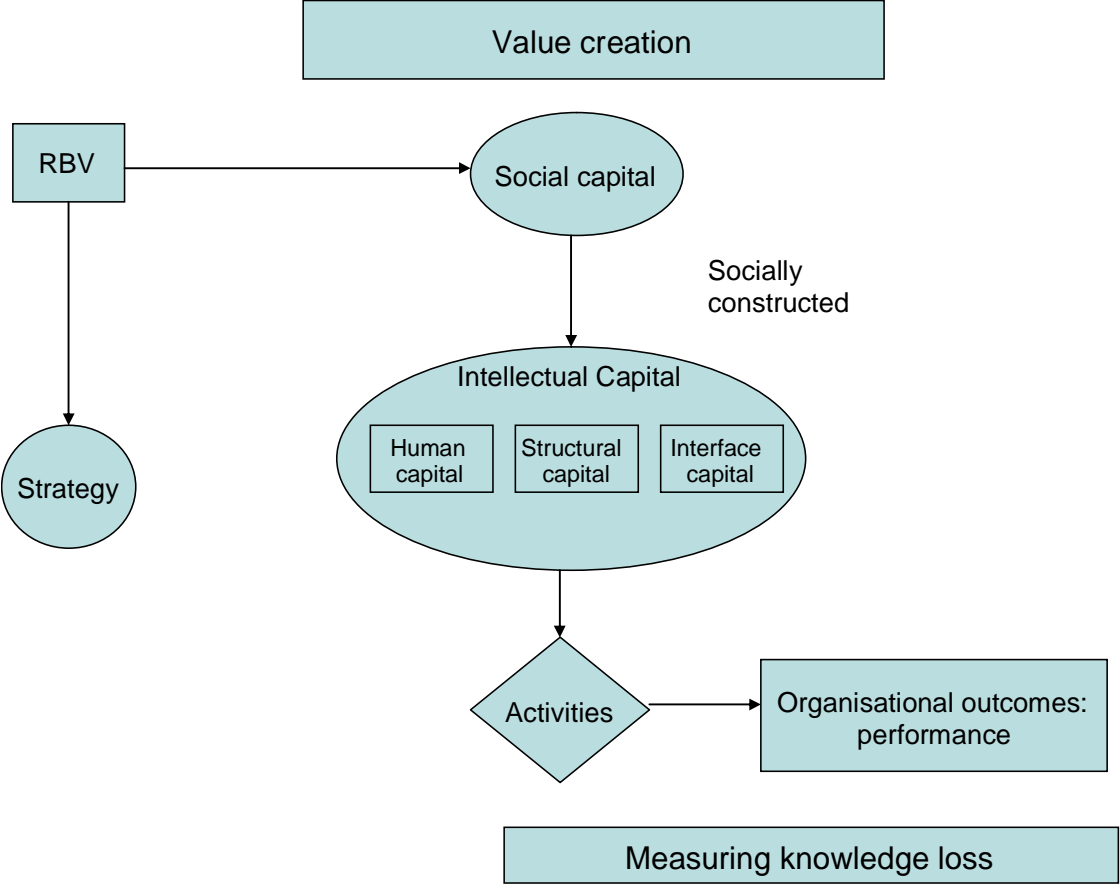 Value creation
RBV
Social capital
Socially
constructed
Intellectual Capital
Human
capital
Structural
capital
Interface
capital
Strategy
Activities
Organisational outcomes:
performance
Measuring knowledge loss